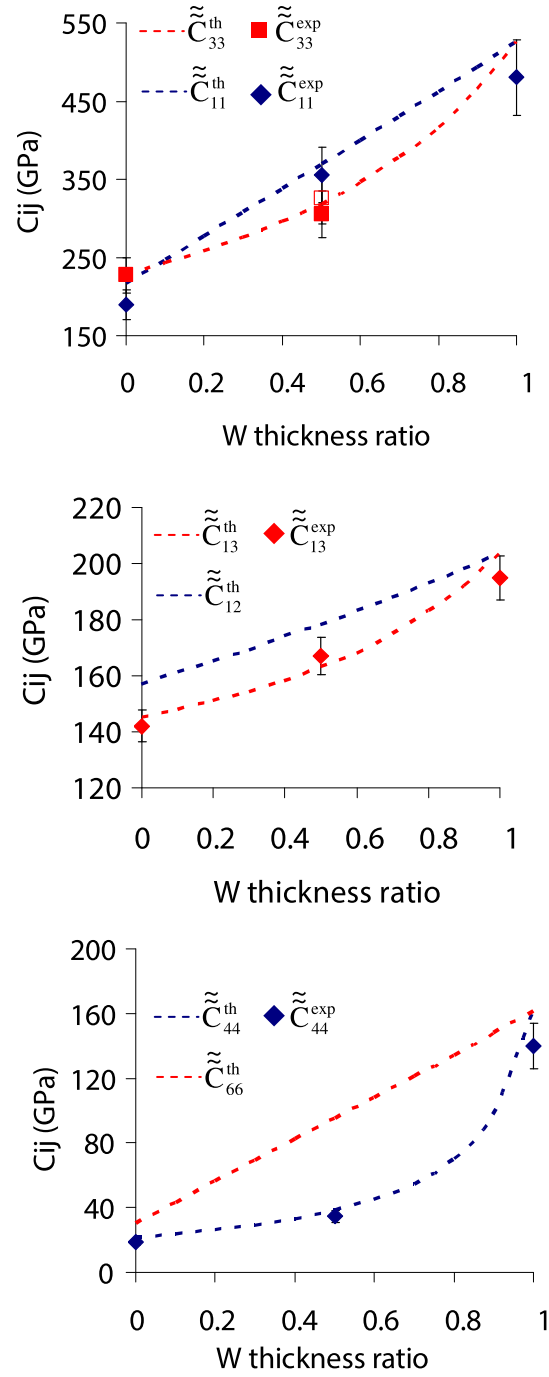 550
450
350
250
150
Cij (GPa)
C̃̃₃₃ᵗʰ C̃̃₃₃ᵉˣᵖ
C̃̃₁₁ᵗʰ C̃̃₁₁ᵉˣᵖ
0 0.2 0.4 0.6 0.8 1
W thickness ratio
220
200
180
160
140
120
Cij (GPa)
C̃̃₁₃ᵗʰ C̃̃₁₃ᵉˣᵖ
C̃̃₁₂ᵗʰ
0 0.2 0.4 0.6 0.8 1
W thickness ratio
200
160
120
80
40
0
Cij (GPa)
C̃̃₄₄ᵗʰ C̃̃₄₄ᵉˣᵖ
C̃̃₆₆ᵗʰ
0 0.2 0.4 0.6 0.8 1
W thickness ratio